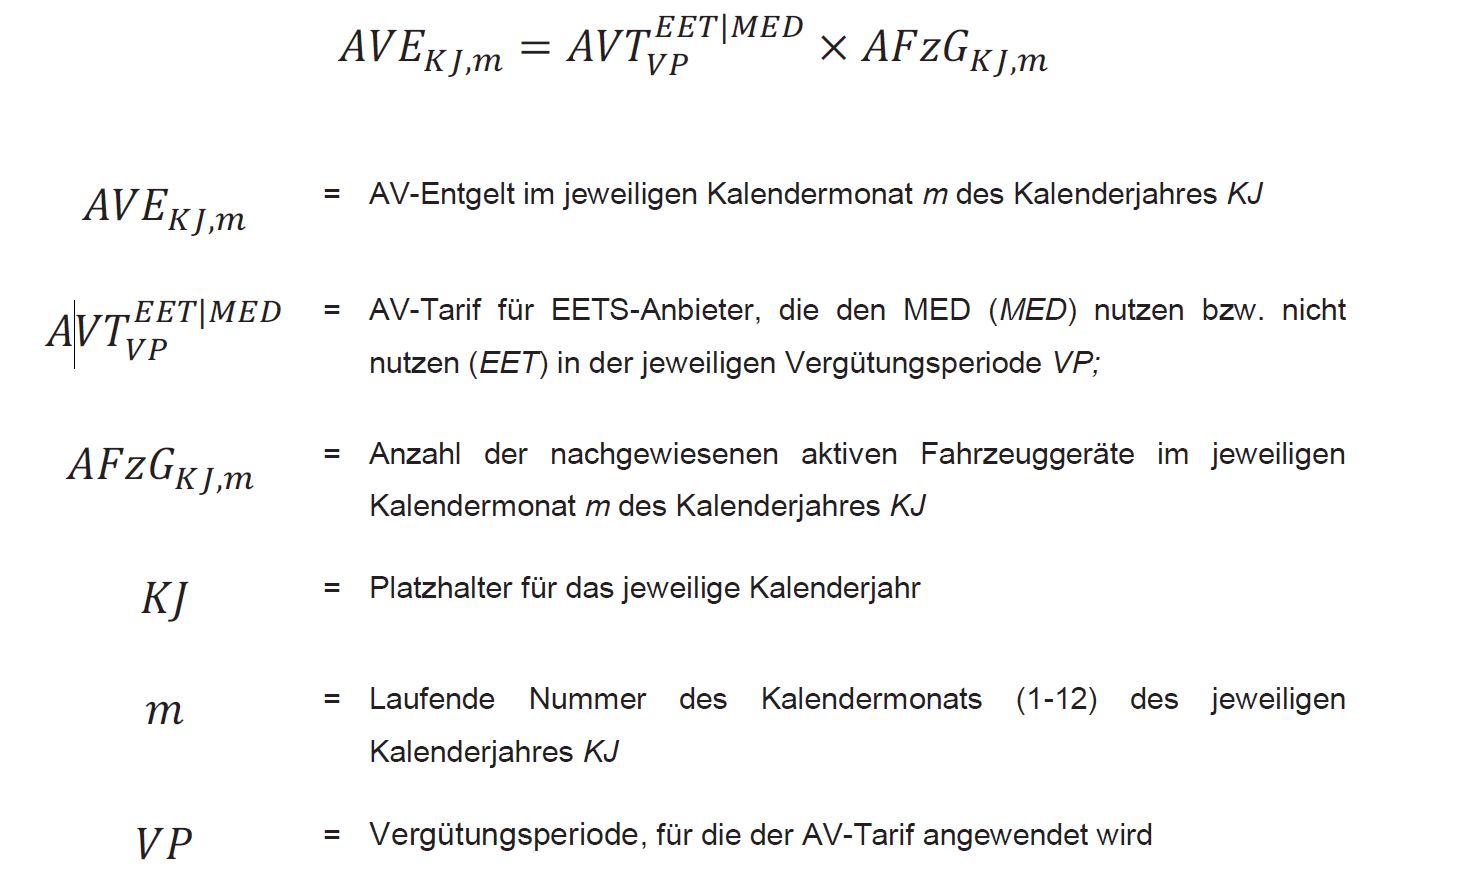 AVE_{KJ,m} = AVT_{VP}^{EET|MED} × AFzG_{KJ,m}
AVE_{KJ,m} = AV-Entgelt im jeweiligen Kalendermonat m des Kalenderjahres KJ
AVT_{VP}^{EET|MED} = AV-Tarif für EETS-Anbieter, die den MED (MED) nutzen bzw. nicht
nutzen (EET) in der jeweiligen Vergütungsperiode VP;
AFzG_{KJ,m} = Anzahl der nachgewiesenen aktiven Fahrzeuggeräte im jeweiligen
Kalendermonat m des Kalenderjahres KJ
KJ = Platzhalter für das jeweilige Kalenderjahr
m = Laufende Nummer des Kalendermonats (1-12) des jeweiligen
Kalenderjahres KJ
VP = Vergütungsperiode, für die der AV-Tarif angewendet wird